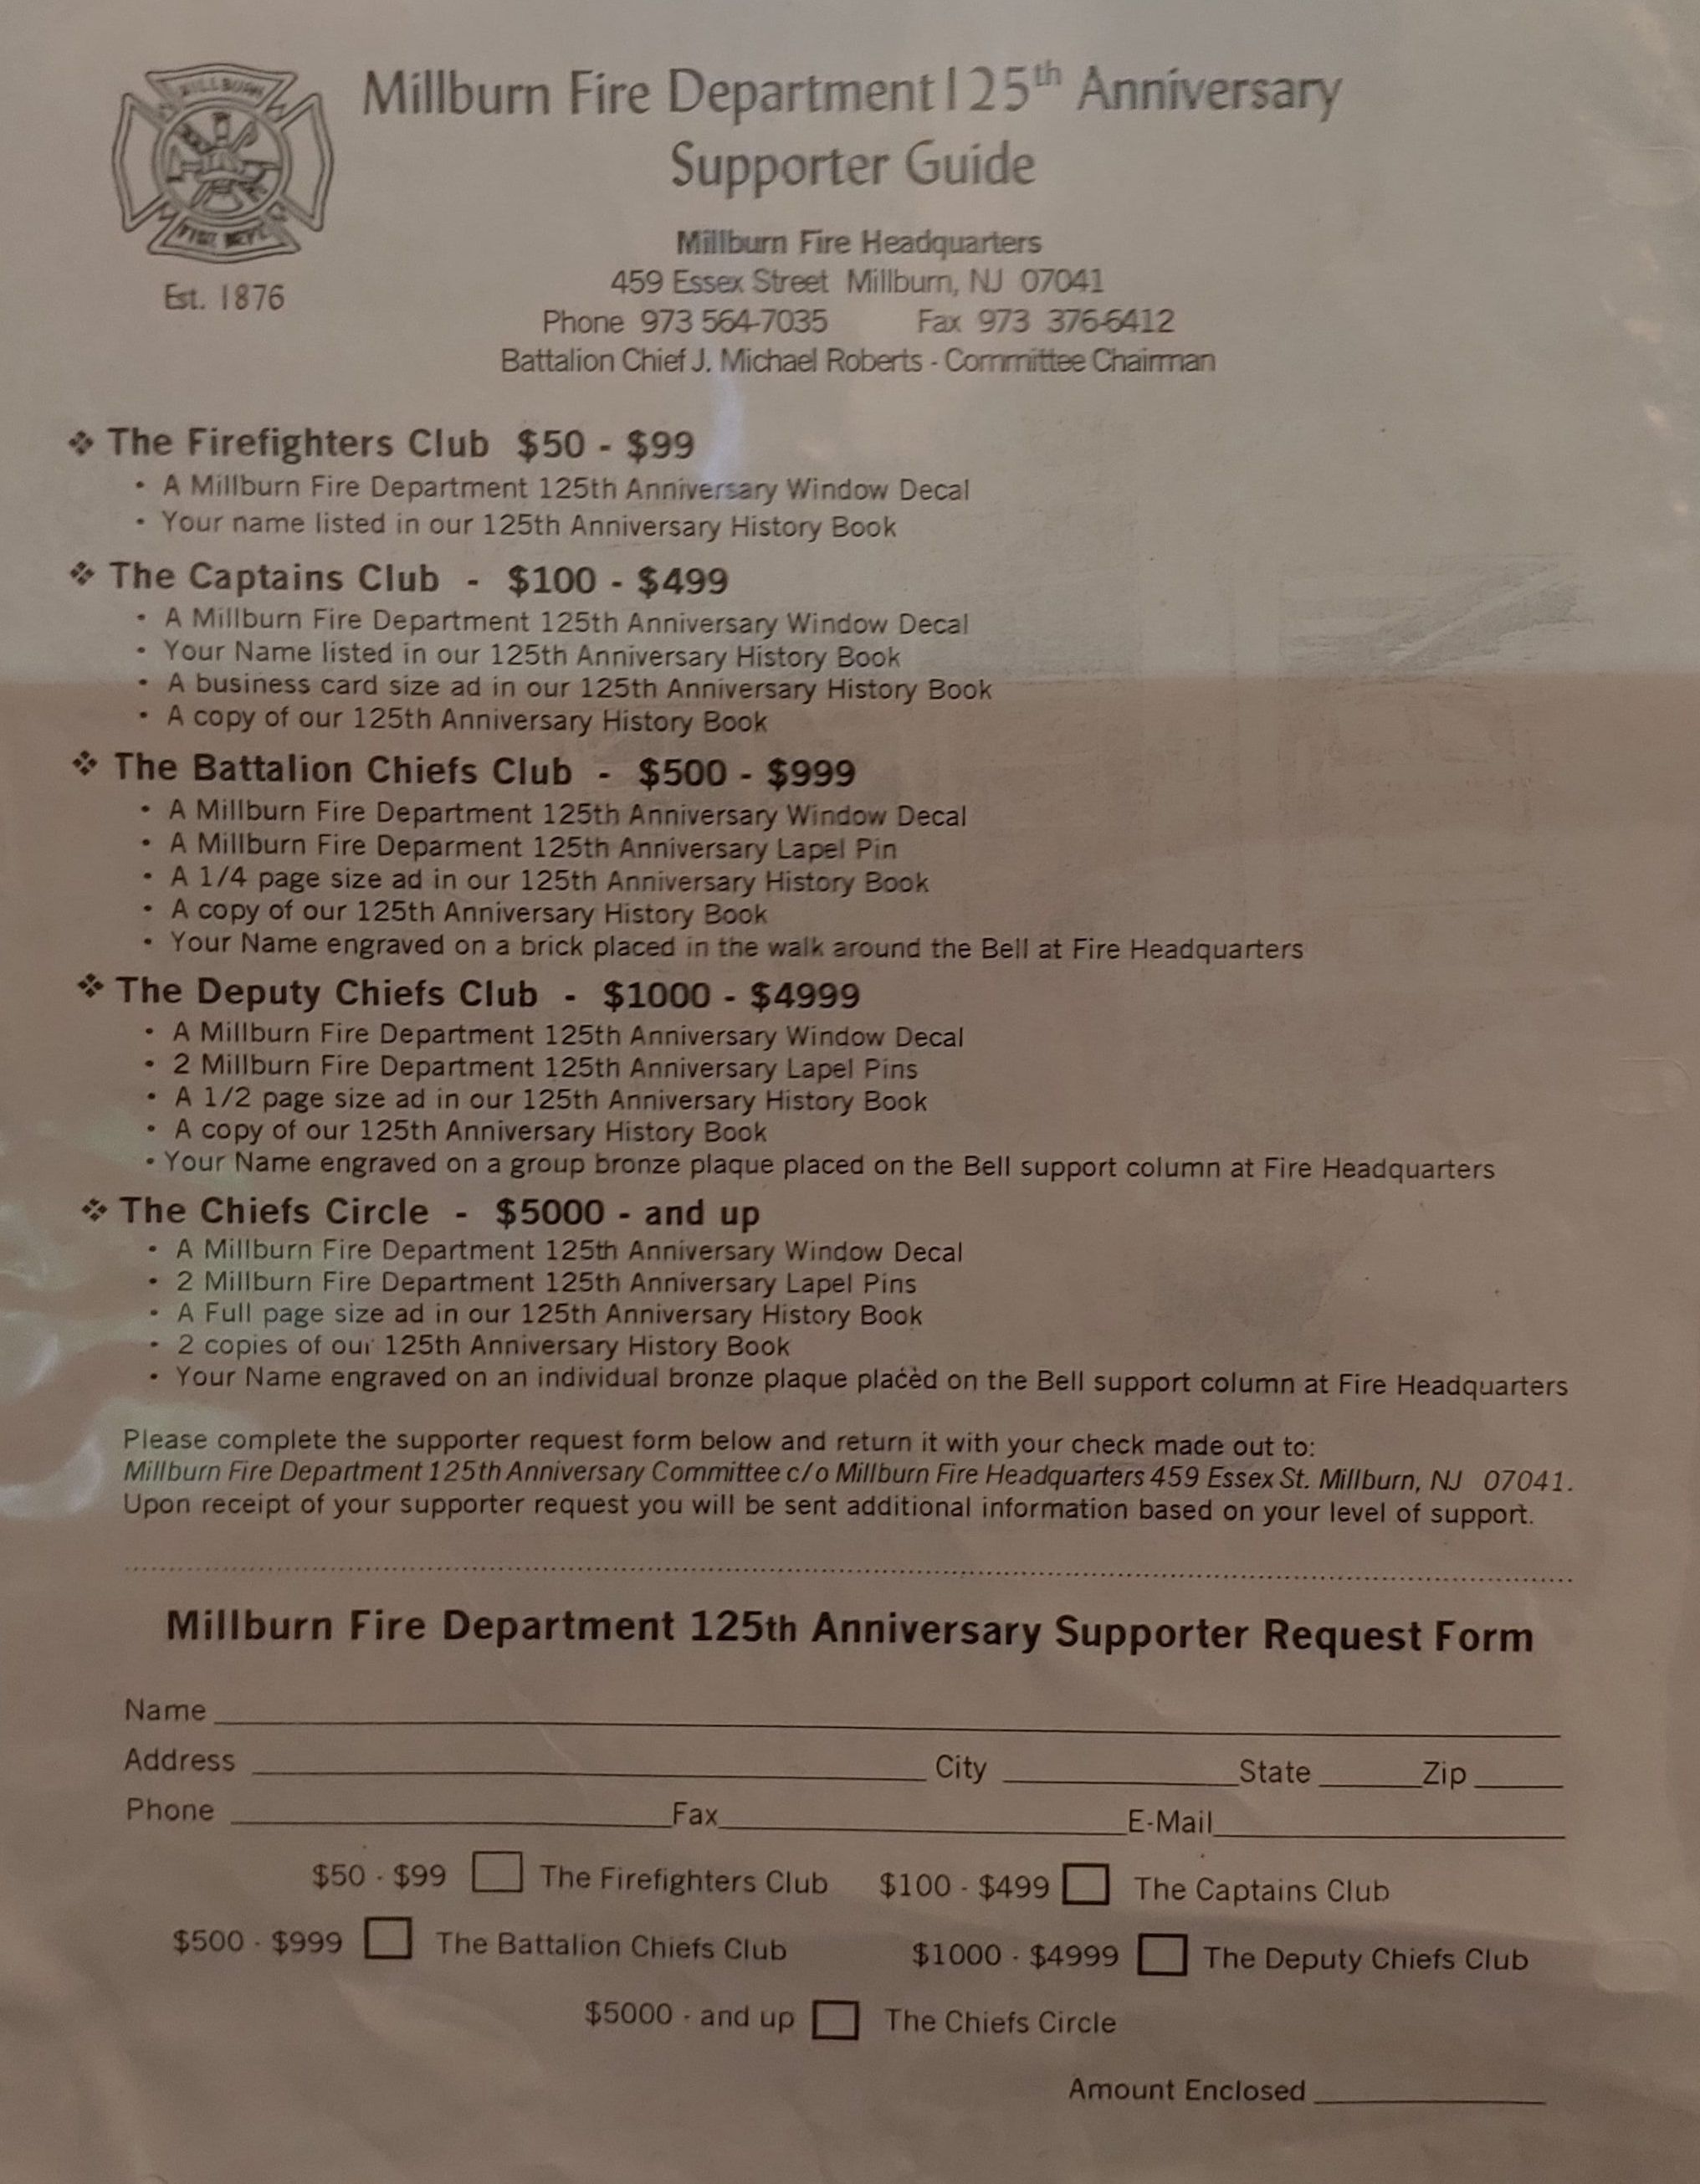 MILLBURN
FIRE DEPT.
Est. 1876
Millburn Fire Department 125th Anniversary
Supporter Guide
Millburn Fire Headquarters
459 Essex Street Millburn, NJ 07041
Phone 973 564-7035 Fax 973 376-6412
Battalion Chief J. Michael Roberts - Committee Chairman
❖ The Firefighters Club $50 - $99
• A Millburn Fire Department 125th Anniversary Window Decal
• Your name listed in our 125th Anniversary History Book
❖ The Captains Club - $100 - $499
• A Millburn Fire Department 125th Anniversary Window Decal
• Your Name listed in our 125th Anniversary History Book
• A business card size ad in our 125th Anniversary History Book
• A copy of our 125th Anniversary History Book
❖ The Battalion Chiefs Club - $500 - $999
• A Millburn Fire Department 125th Anniversary Window Decal
• A Millburn Fire Deparment 125th Anniversary Lapel Pin
• A 1/4 page size ad in our 125th Anniversary History Book
• A copy of our 125th Anniversary History Book
• Your Name engraved on a brick placed in the walk around the Bell at Fire Headquarters
❖ The Deputy Chiefs Club - $1000 - $4999
• A Millburn Fire Department 125th Anniversary Window Decal
• 2 Millburn Fire Department 125th Anniversary Lapel Pins
• A 1/2 page size ad in our 125th Anniversary History Book
• A copy of our 125th Anniversary History Book
• Your Name engraved on a group bronze plaque placed on the Bell support column at Fire Headquarters
❖ The Chiefs Circle - $5000 - and up
• A Millburn Fire Department 125th Anniversary Window Decal
• 2 Millburn Fire Department 125th Anniversary Lapel Pins
• A Full page size ad in our 125th Anniversary History Book
• 2 copies of our 125th Anniversary History Book
• Your Name engraved on an individual bronze plaque placed on the Bell support column at Fire Headquarters
Please complete the supporter request form below and return it with your check made out to:
Millburn Fire Department 125th Anniversary Committee c/o Millburn Fire Headquarters 459 Essex St. Millburn, NJ 07041.
Upon receipt of your supporter request you will be sent additional information based on your level of support.
Millburn Fire Department 125th Anniversary Supporter Request Form
Name
Address City State Zip
Phone Fax E-Mail
$50 - $99 The Firefighters Club $100 - $499 The Captains Club
$500 - $999 The Battalion Chiefs Club $1000 - $4999 The Deputy Chiefs Club
$5000 - and up The Chiefs Circle
Amount Enclosed